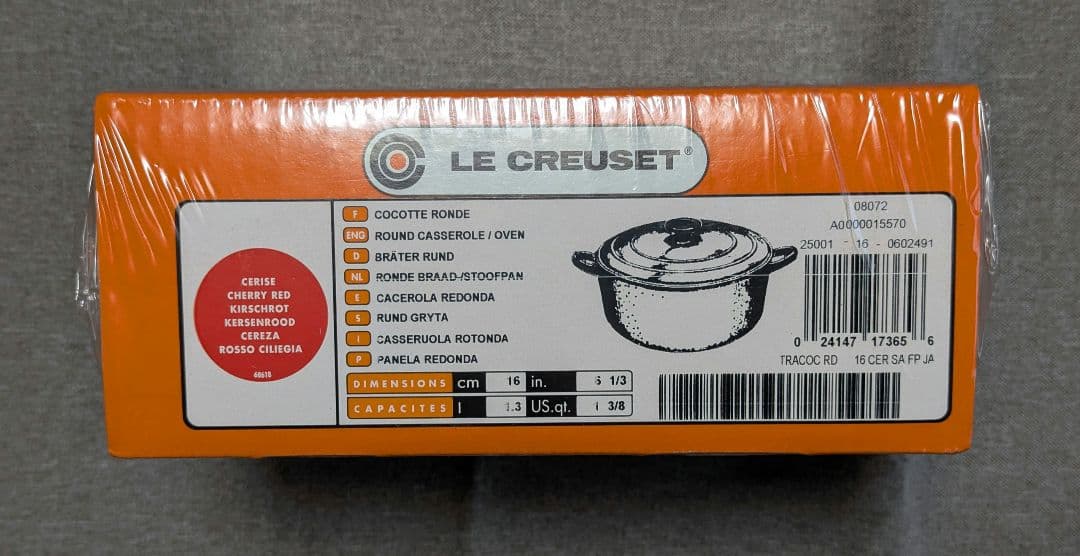 LE CREUSET®
CERISE
CHERRY RED
KIRSCHROT
KERSENROOD
CEREZA
ROSSO CILIEGIA
60618
F COCOTTE RONDE
ENG ROUND CASSEROLE / OVEN
D BRÄTER RUND
NL RONDE BRAAD-/STOOFPAN
E CACEROLA REDONDA
S RUND GRYTA
I CASSERUOLA ROTONDA
P PANELA REDONDA
DIMENSIONS cm 16 in. 6 1/3
CAPACITES l 1.3 US.qt. 1 3/8
08072
A0000015570
25001 - 16 - 0602491
0 24147 17365 6
TRACOC RD 16 CER SA FP JA